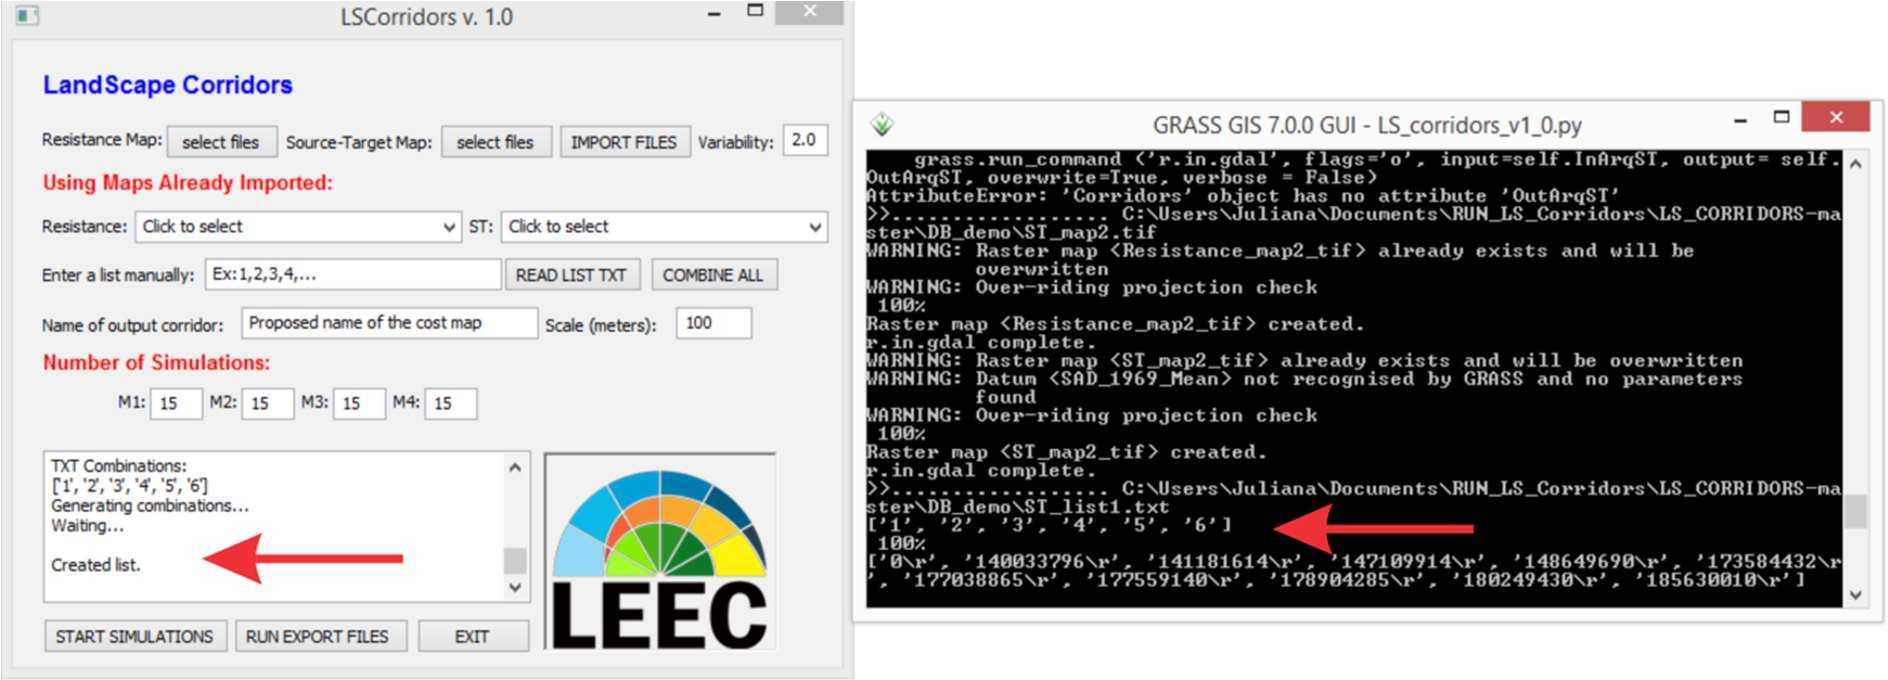 LSCorridors v. 1.0
LandScape Corridors
Resistance Map: select files Source-Target Map: select files IMPORT FILES Variability: 2.0
Using Maps Already Imported:
Resistance: Click to select ST: Click to select
Enter a list manually: Ex:1,2,3,4,... READ LIST TXT COMBINE ALL
Name of output corridor: Proposed name of the cost map Scale (meters): 100
Number of Simulations:
M1: 15 M2: 15 M3: 15 M4: 15
TXT Combinations:
['1', '2', '3', '4', '5', '6']
Generating combinations...
Waiting...
Created list.
START SIMULATIONS RUN EXPORT FILES EXIT
LEEC
GRASS GIS 7.0.0 GUI - LS_corridors_v1_0.py
grass.run_command ('r.in.gdal', flags='o', input=self.InArqST, output= self.
OutArqST, overwrite=True, verbose = False)
AttributeError: 'Corridors' object has no attribute 'OutArqST'
>>.................. C:\Users\Juliana\Documents\RUN_LS_Corridors\LS_CORRIDORS-ma
ster\DB_demo\ST_map2.tif
WARNING: Raster map <Resistance_map2_tif> already exists and will be
overwritten
WARNING: Over-riding projection check
100%
Raster map <Resistance_map2_tif> created.
r.in.gdal complete.
WARNING: Raster map <ST_map2_tif> already exists and will be overwritten
WARNING: Datum <SAD_1969_Mean> not recognised by GRASS and no parameters
found
WARNING: Over-riding projection check
100%
Raster map <ST_map2_tif> created.
r.in.gdal complete.
>>.................. C:\Users\Juliana\Documents\RUN_LS_Corridors\LS_CORRIDORS-ma
ster\DB_demo\ST_list1.txt
['1', '2', '3', '4', '5', '6']
100%
['0\r', '140033796\r', '141181614\r', '147109914\r', '148649690\r', '173584432\r
', '177038865\r', '177559140\r', '178904285\r', '180249430\r', '185630010\r']